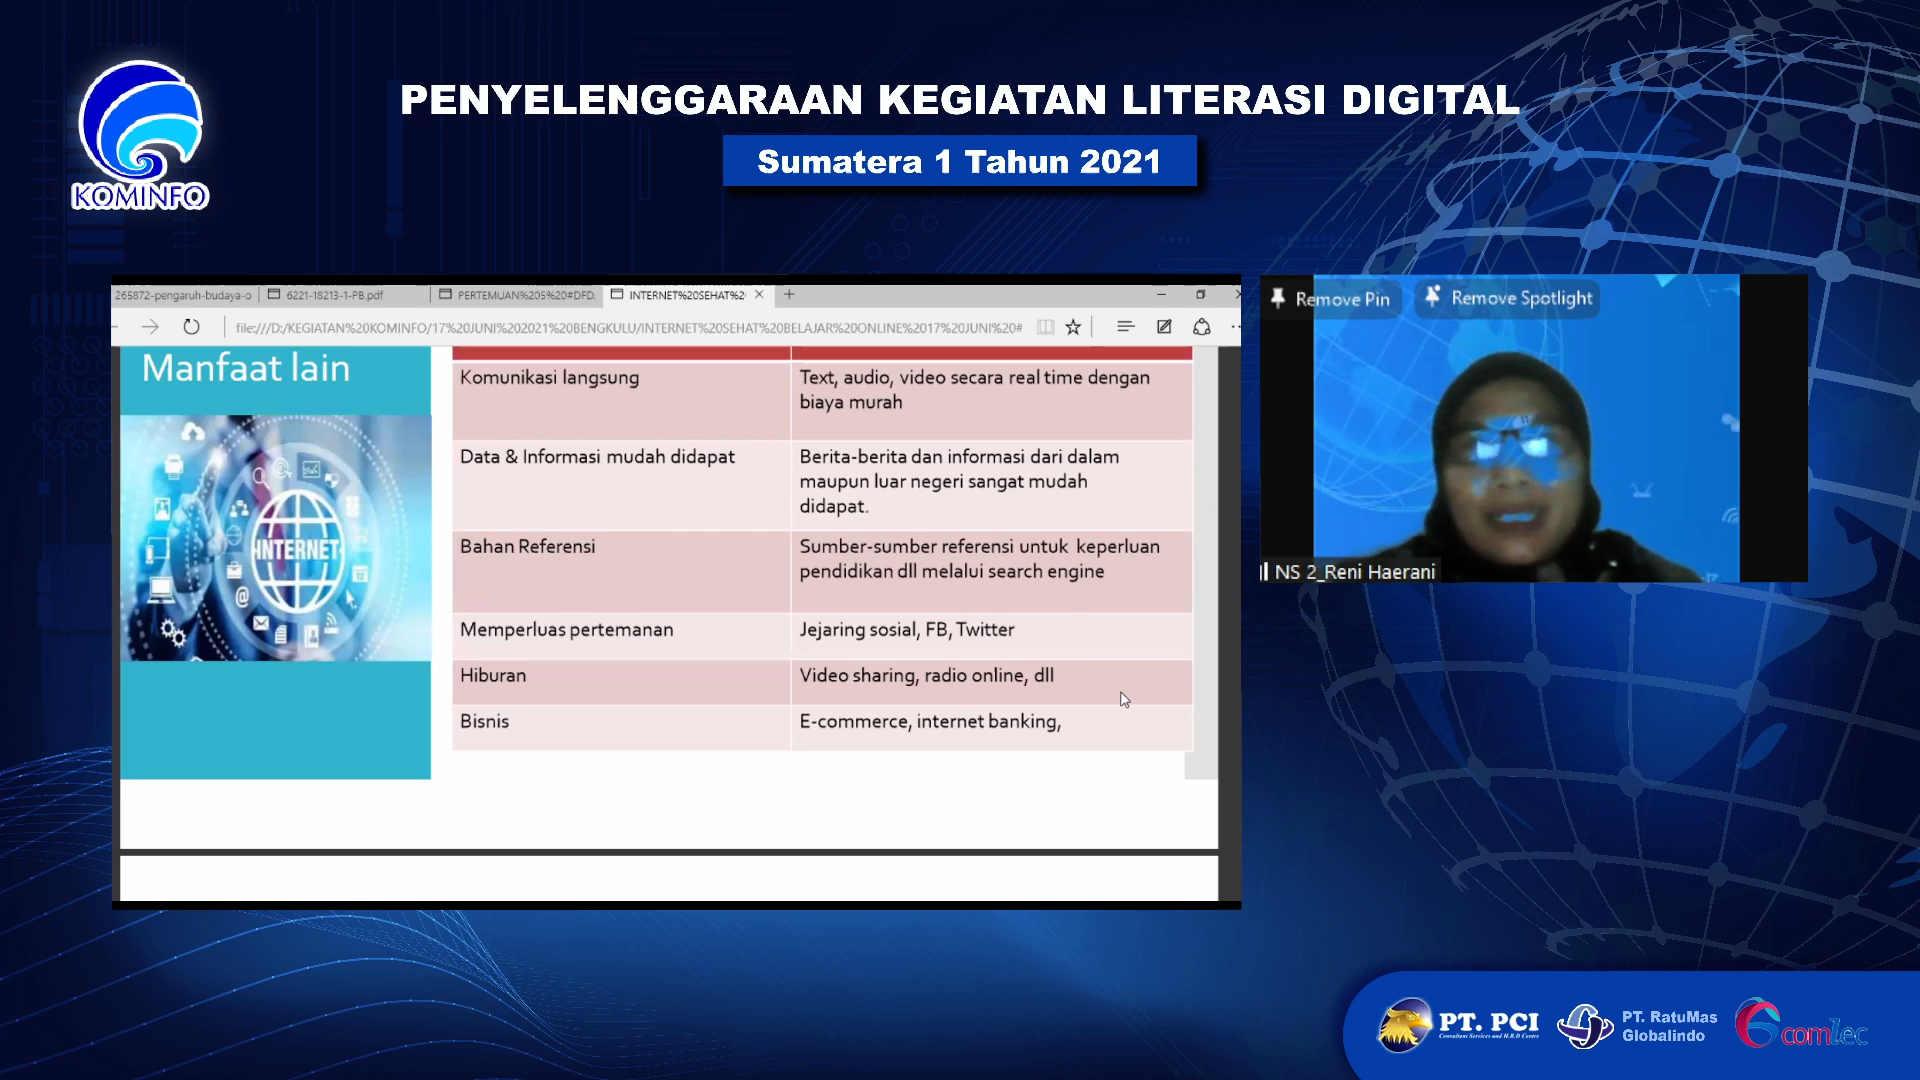 PENYELENGGARAAN KEGIATAN LITERASI DIGITAL
Sumatera 1 Tahun 2021
KOMINFO
265872-pengaruh-budaya-o
6221-18213-1-PB.pdf
PERTEMUAN%205%20#DFD.
INTERNET%20SEHAT%2
file:///D:/KEGIATAN%20KOMINFO/17%20JUNI%202021%20BENGKULU/INTERNET%20SEHAT%20BELAJAR%20ONLINE%2017%20JUNI%20#
Manfaat lain
INTERNET
Komunikasi langsung
Text, audio, video secara real time dengan
biaya murah
Data & Informasi mudah didapat
Berita-berita dan informasi dari dalam
maupun luar negeri sangat mudah
didapat.
Bahan Referensi
Sumber-sumber referensi untuk keperluan
pendidikan dll melalui search engine
Memperluas pertemanan
Jejaring sosial, FB, Twitter
Hiburan
Video sharing, radio online, dll
Bisnis
E-commerce, internet banking,
Remove Pin
Remove Spotlight
NS 2_Reni Haerani
PT. PCI
Consultant Services and H.R.D Centre
PT. RatuMas
Globalindo
comtec